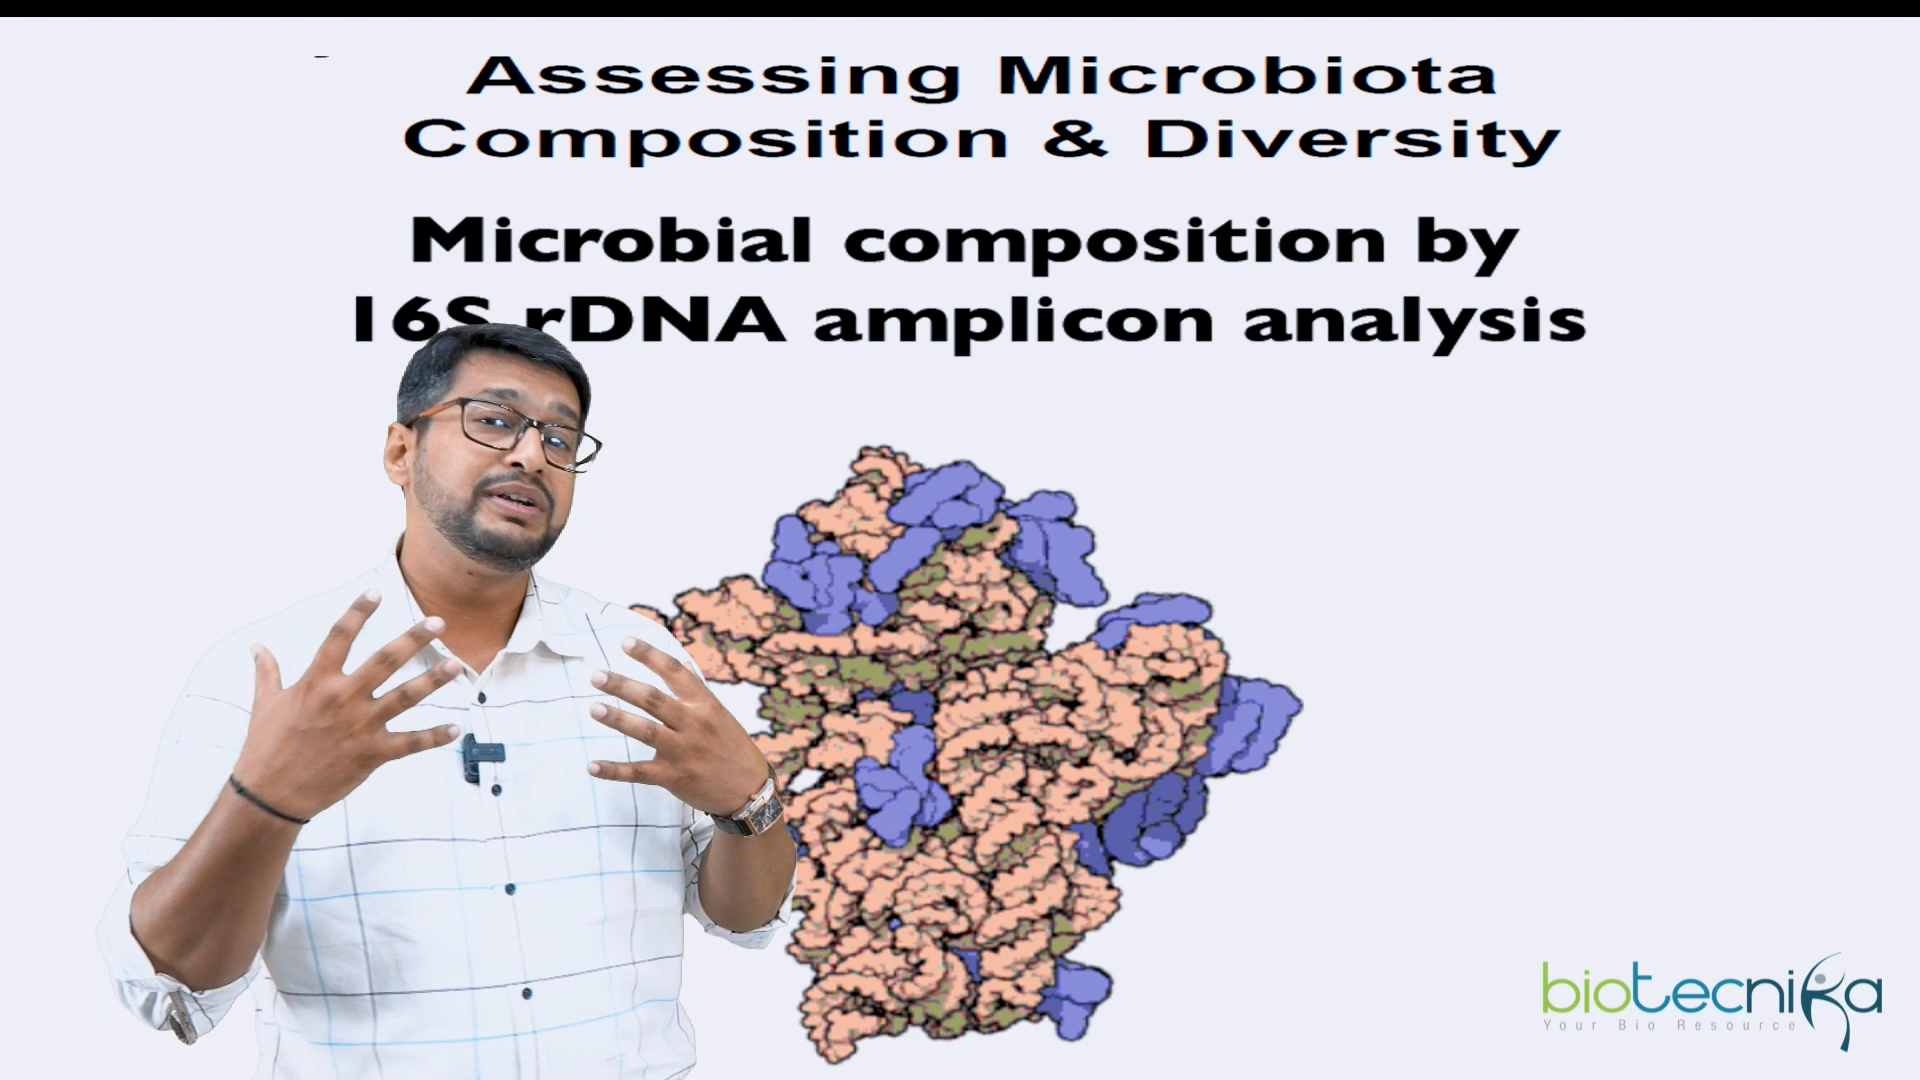 Assessing Microbiota
Composition & Diversity
Microbial composition by
16S rDNA amplicon analysis
biotecnika
Your Bio Resource